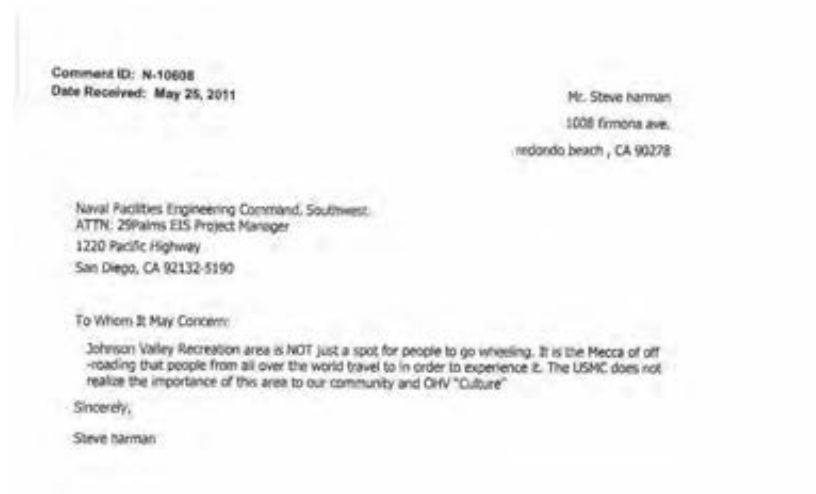 Comment ID: N-10608
Date Received: May 25, 2011
Mr. Steve harman
1008 firmona ave.
redondo beach , CA 90278
Naval Facilities Engineering Command, Southwest
ATTN: 29Palms EIS Project Manager
1220 Pacific Highway
San Diego, CA 92132-5190
To Whom It May Concern:
Johnson Valley Recreation area is NOT just a spot for people to go wheeling. It is the Mecca of off
-roading that people from all over the world travel to in order to experience it. The USMC does not
realize the importance of this area to our community and OHV "Culture"
Sincerely,
Steve harman